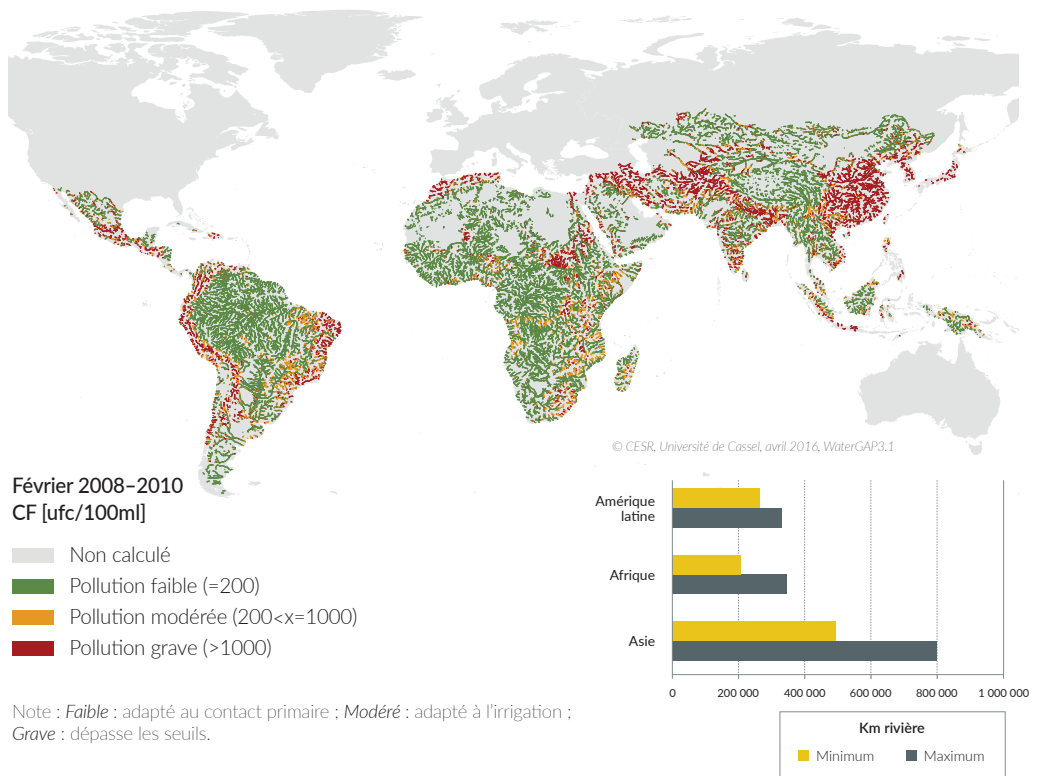 © CESR, Université de Cassel, avril 2016, WaterGAP3.1
Février 2008–2010
CF [ufc/100ml]
Non calculé
Pollution faible (=200)
Pollution modérée (200<x=1000)
Pollution grave (>1000)
Note : Faible : adapté au contact primaire ; Modéré : adapté à l'irrigation ;
Grave : dépasse les seuils.
Amérique
latine
Afrique
Asie
0 200 000 400 000 600 000 800 000 1 000 000
Km rivière
Minimum Maximum